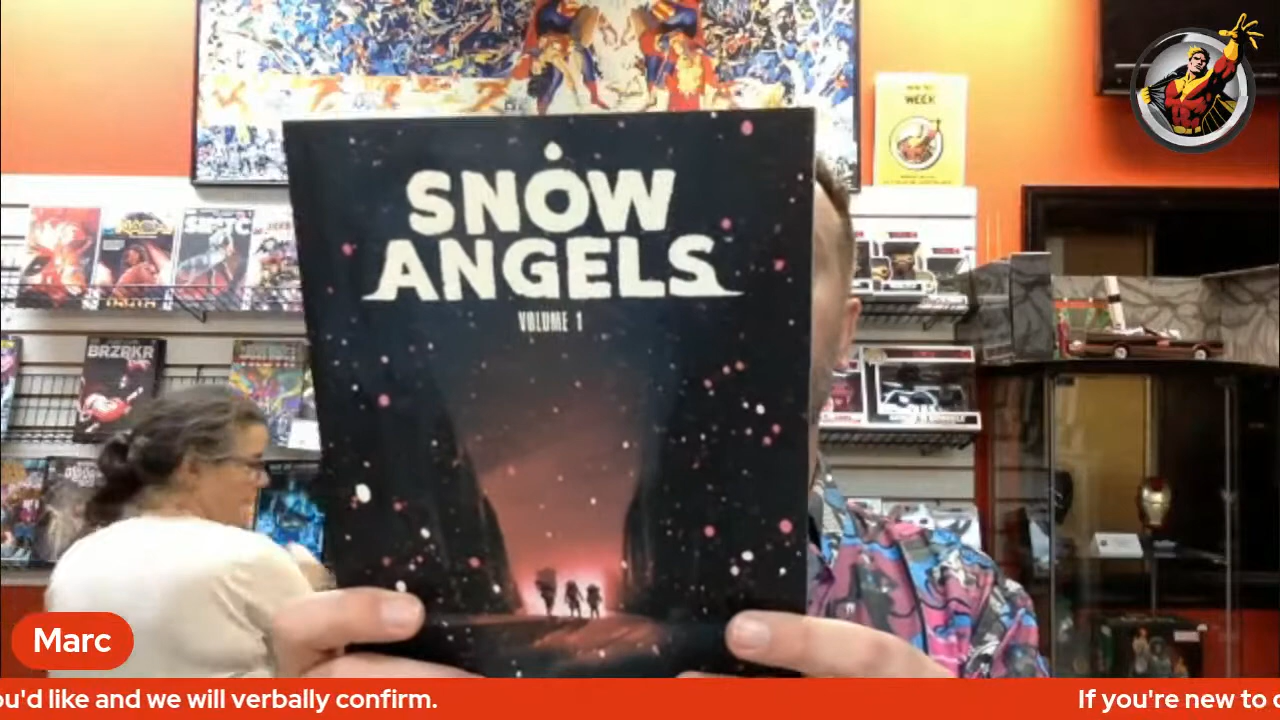 WEEK
SNOW
ANGELS
VOLUME 1
BRZRKR
Marc
ou'd like and we will verbally confirm.
If you're new to